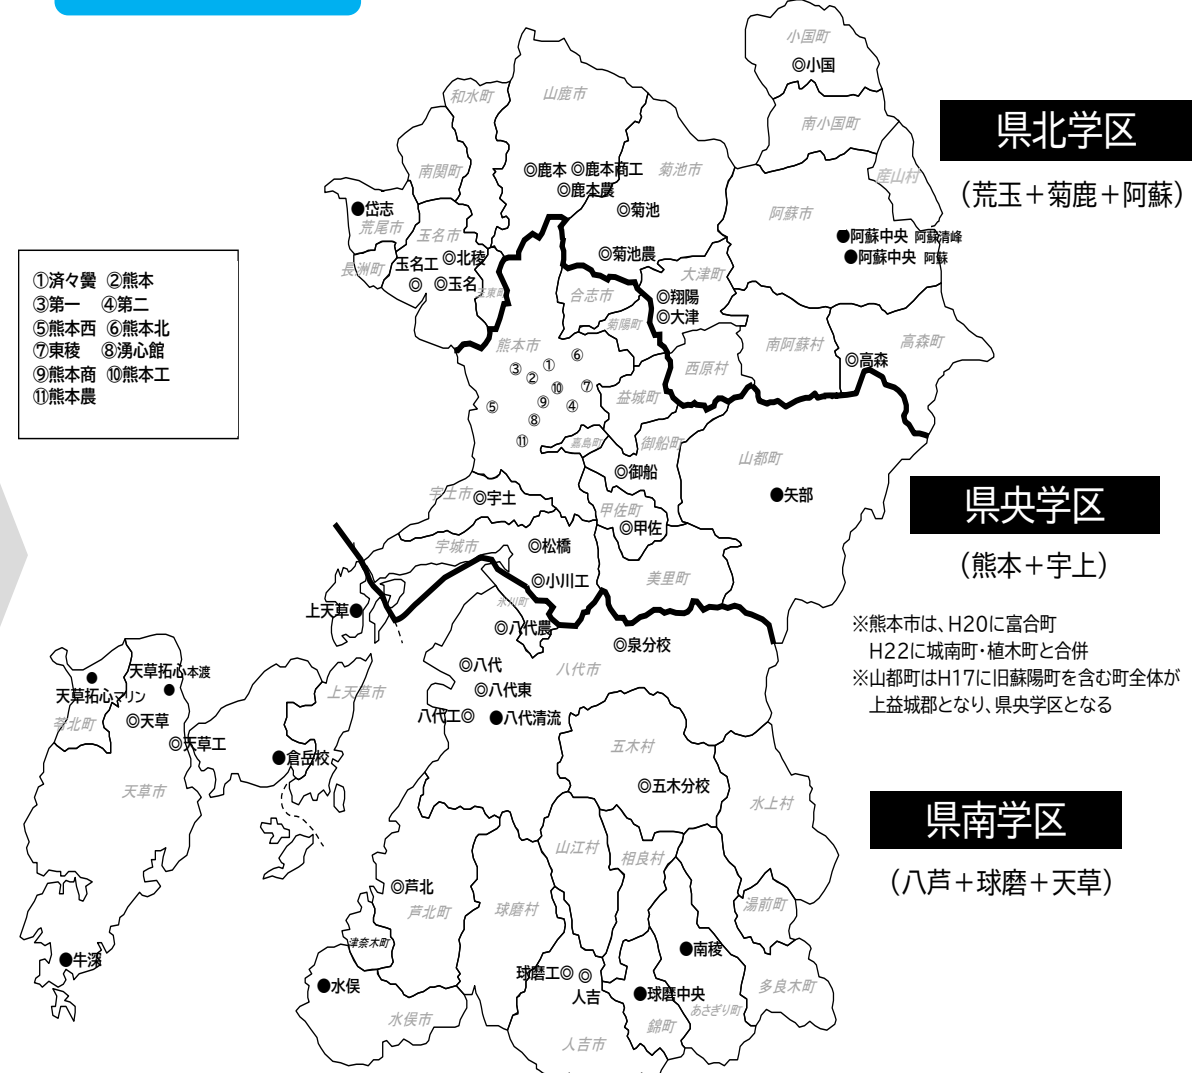 小国町
◎小国
和水町
山鹿市
南小国町
県北学区
(荒玉+菊鹿+阿蘇)
南関町
◎鹿本 ◎鹿本商工
◎鹿本農
菊池市
産山村
●岱志
荒尾市
◎菊池
阿蘇市
玉名市
●阿蘇中央 阿蘇清峰
●阿蘇中央 阿蘇
長洲町
玉名工
◎
◎北稜
◎玉名
玉東町
◎菊池農
大津町
合志市
◎翔陽
◎大津
菊陽町
①済々黌 ②熊本
③第一 ④第二
⑤熊本西 ⑥熊本北
⑦東稜 ⑧湧心館
⑨熊本商 ⑩熊本工
⑪熊本農
熊本市
③ ① ⑥
② ⑩ ⑦
⑤ ⑨ ④
⑧
⑪
西原村
南阿蘇村
高森町
◎高森
益城町
嘉島町
御船町
◎御船
山都町
●矢部
県央学区
(熊本+宇上)
宇土市
◎宇土
甲佐町
◎甲佐
宇城市
◎松橋
◎小川工
美里町
※熊本市は、H20に富合町
H22に城南町・植木町と合併
※山都町はH17に旧蘇陽町を含む町全体が
上益城郡となり、県央学区となる
上天草●
氷川町
◎八代農
◎泉分校
◎八代
八代市
◎八代東
八代工◎
●八代清流
●
天草拓心マリン
天草拓心本渡
●
上天草市
苓北町
◎天草
◎天草工
●倉岳校
天草市
五木村
◎五木分校
水上村
県南学区
(八芦+球磨+天草)
山江村
相良村
◎芦北
芦北町
球磨村
湯前町
津奈木町
●牛深
●水俣
水俣市
球磨工◎
◎
人吉
人吉市
●南稜
●球磨中央
錦町
あさぎり町
多良木町